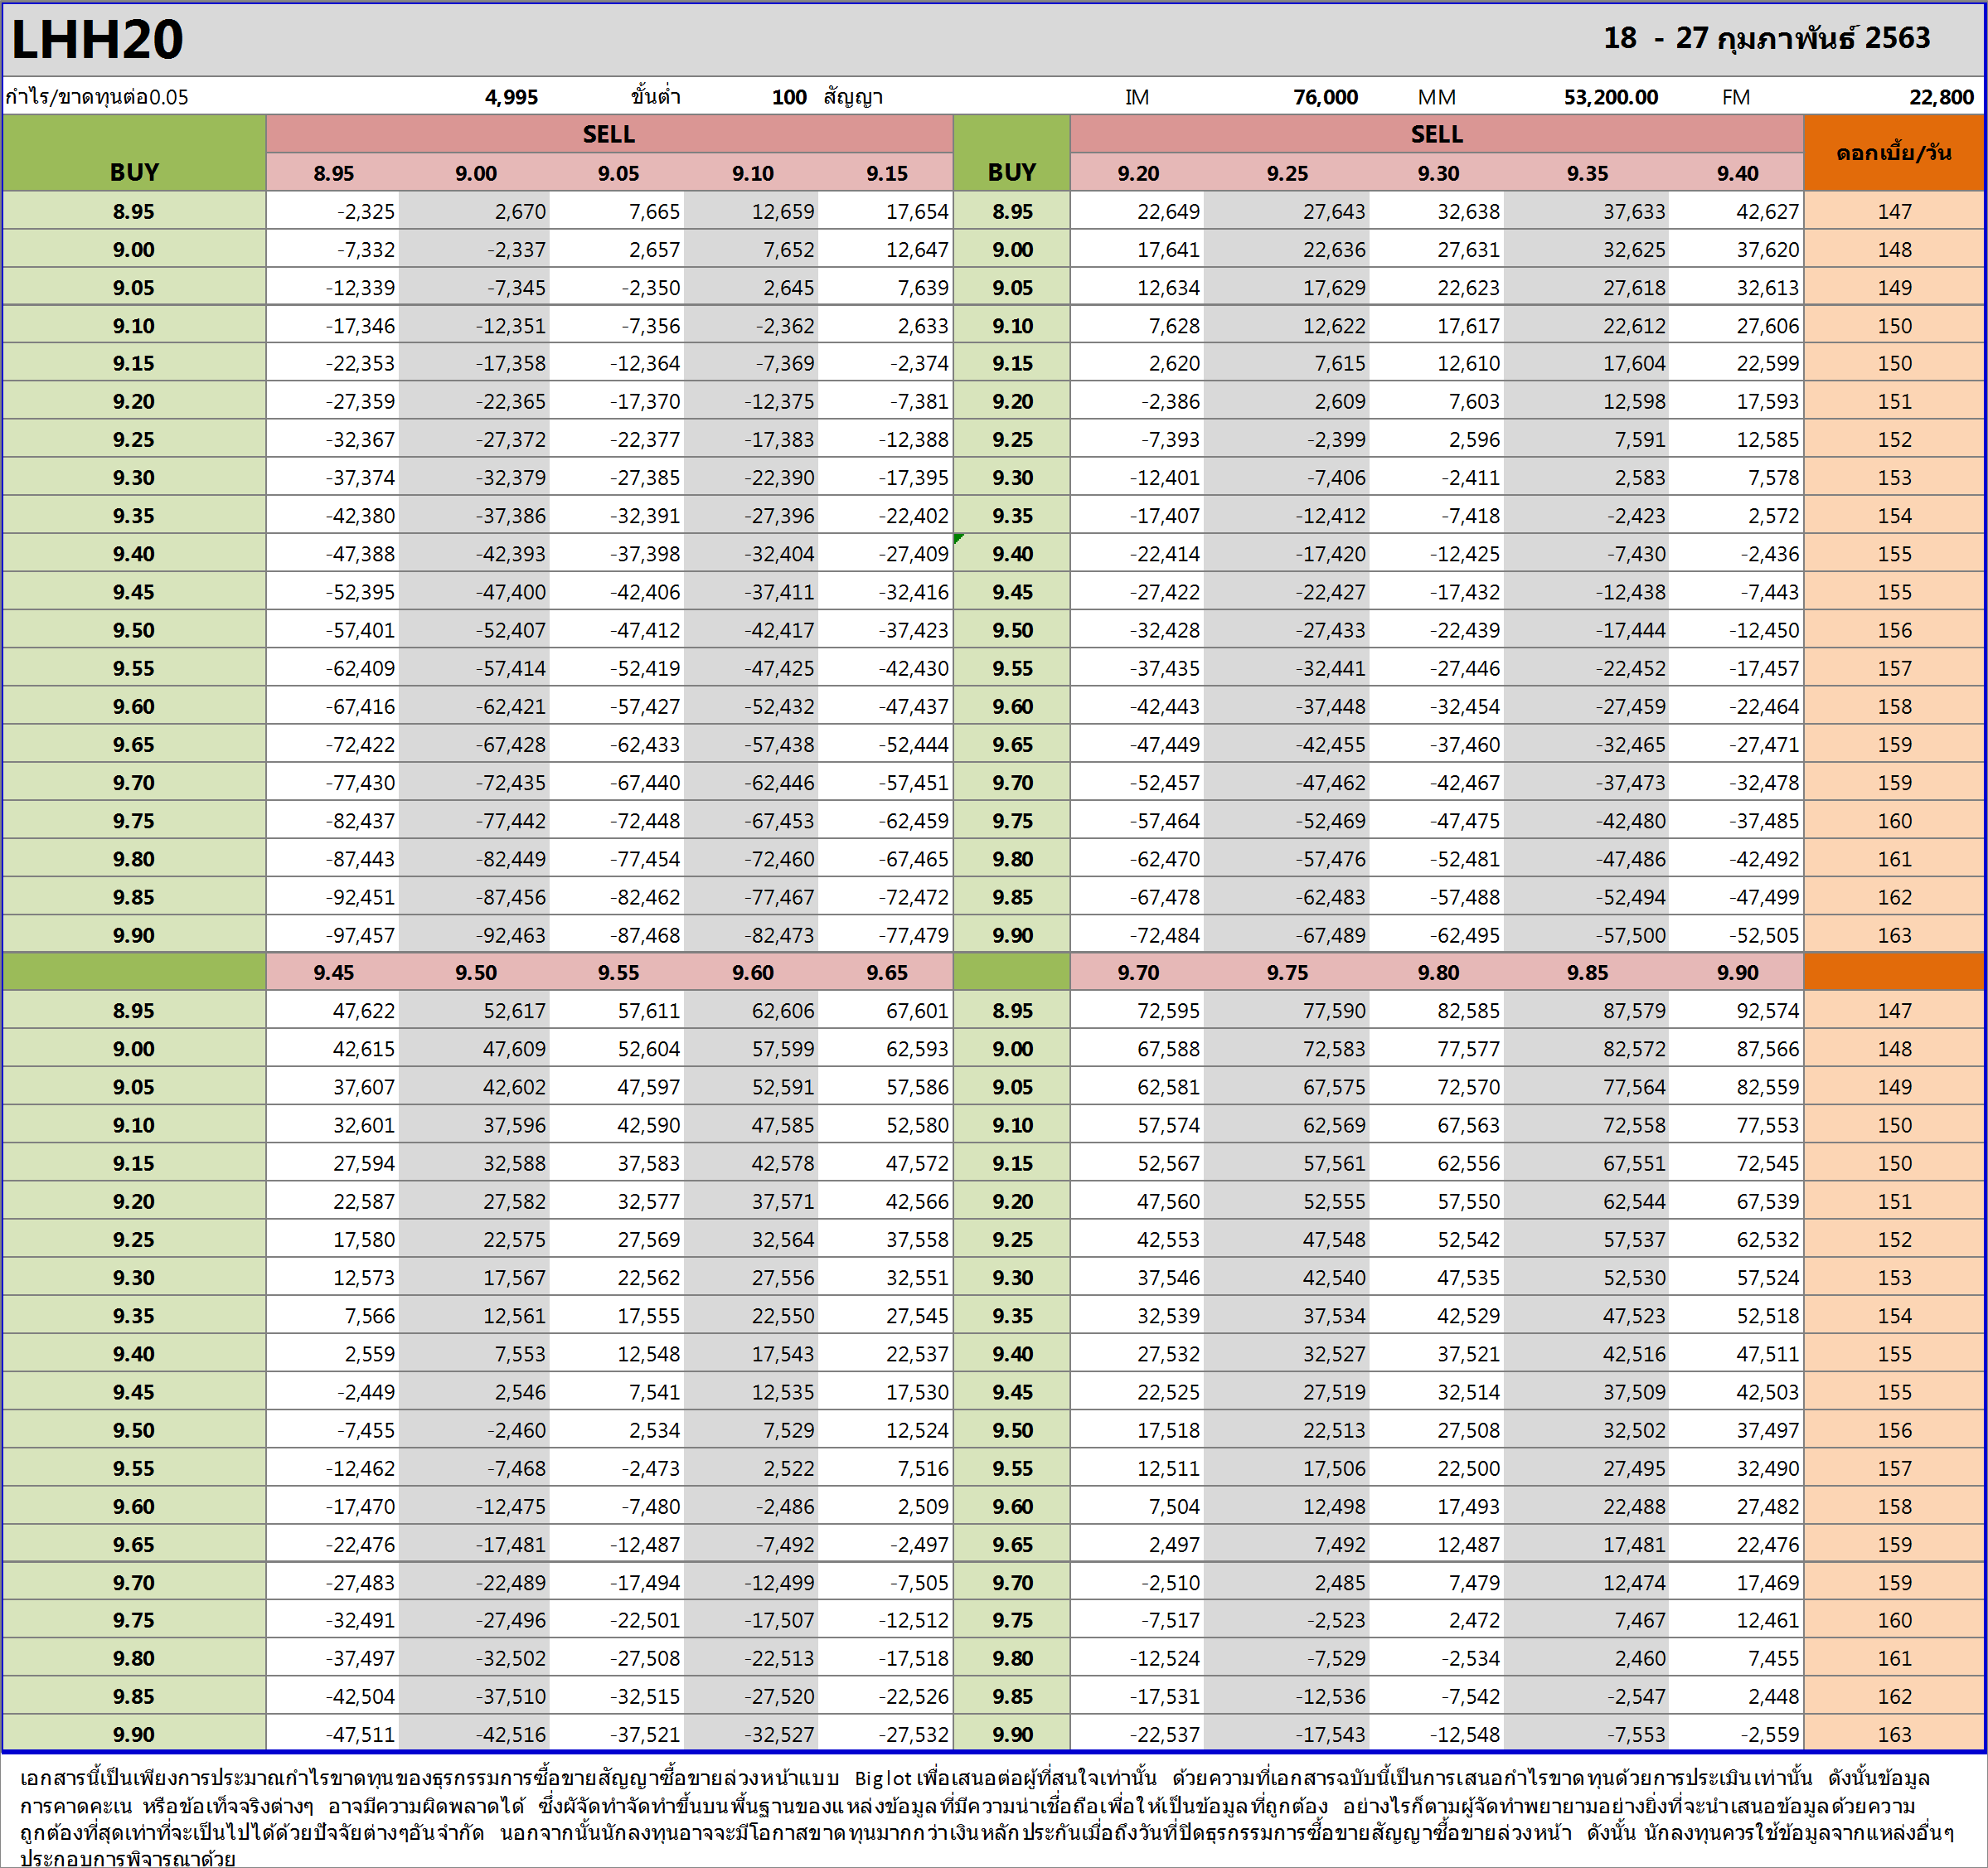 LHH20 18 - 27 กุมภาพันธ์ 2563
กำไร/ขาดทุนต่อ0.05 4,995 ขั้นต่ำ 100 สัญญา IM 76,000 MM 53,200.00 FM 22,800
SELL SELL
BUY 8.95 9.00 9.05 9.10 9.15 BUY 9.20 9.25 9.30 9.35 9.40 ดอกเบี้ย/วัน
8.95 -2,325 2,670 7,665 12,659 17,654 8.95 22,649 27,643 32,638 37,633 42,627 147
9.00 -7,332 -2,337 2,657 7,652 12,647 9.00 17,641 22,636 27,631 32,625 37,620 148
9.05 -12,339 -7,345 -2,350 2,645 7,639 9.05 12,634 17,629 22,623 27,618 32,613 149
9.10 -17,346 -12,351 -7,356 -2,362 2,633 9.10 7,628 12,622 17,617 22,612 27,606 150
9.15 -22,353 -17,358 -12,364 -7,369 -2,374 9.15 2,620 7,615 12,610 17,604 22,599 150
9.20 -27,359 -22,365 -17,370 -12,375 -7,381 9.20 -2,386 2,609 7,603 12,598 17,593 151
9.25 -32,367 -27,372 -22,377 -17,383 -12,388 9.25 -7,393 -2,399 2,596 7,591 12,585 152
9.30 -37,374 -32,379 -27,385 -22,390 -17,395 9.30 -12,401 -7,406 -2,411 2,583 7,578 153
9.35 -42,380 -37,386 -32,391 -27,396 -22,402 9.35 -17,407 -12,412 -7,418 -2,423 2,572 154
9.40 -47,388 -42,393 -37,398 -32,404 -27,409 9.40 -22,414 -17,420 -12,425 -7,430 -2,436 155
9.45 -52,395 -47,400 -42,406 -37,411 -32,416 9.45 -27,422 -22,427 -17,432 -12,438 -7,443 155
9.50 -57,401 -52,407 -47,412 -42,417 -37,423 9.50 -32,428 -27,433 -22,439 -17,444 -12,450 156
9.55 -62,409 -57,414 -52,419 -47,425 -42,430 9.55 -37,435 -32,441 -27,446 -22,452 -17,457 157
9.60 -67,416 -62,421 -57,427 -52,432 -47,437 9.60 -42,443 -37,448 -32,454 -27,459 -22,464 158
9.65 -72,422 -67,428 -62,433 -57,438 -52,444 9.65 -47,449 -42,455 -37,460 -32,465 -27,471 159
9.70 -77,430 -72,435 -67,440 -62,446 -57,451 9.70 -52,457 -47,462 -42,467 -37,473 -32,478 159
9.75 -82,437 -77,442 -72,448 -67,453 -62,459 9.75 -57,464 -52,469 -47,475 -42,480 -37,485 160
9.80 -87,443 -82,449 -77,454 -72,460 -67,465 9.80 -62,470 -57,476 -52,481 -47,486 -42,492 161
9.85 -92,451 -87,456 -82,462 -77,467 -72,472 9.85 -67,478 -62,483 -57,488 -52,494 -47,499 162
9.90 -97,457 -92,463 -87,468 -82,473 -77,479 9.90 -72,484 -67,489 -62,495 -57,500 -52,505 163
9.45 9.50 9.55 9.60 9.65 9.70 9.75 9.80 9.85 9.90
8.95 47,622 52,617 57,611 62,606 67,601 8.95 72,595 77,590 82,585 87,579 92,574 147
9.00 42,615 47,609 52,604 57,599 62,593 9.00 67,588 72,583 77,577 82,572 87,566 148
9.05 37,607 42,602 47,597 52,591 57,586 9.05 62,581 67,575 72,570 77,564 82,559 149
9.10 32,601 37,596 42,590 47,585 52,580 9.10 57,574 62,569 67,563 72,558 77,553 150
9.15 27,594 32,588 37,583 42,578 47,572 9.15 52,567 57,561 62,556 67,551 72,545 150
9.20 22,587 27,582 32,577 37,571 42,566 9.20 47,560 52,555 57,550 62,544 67,539 151
9.25 17,580 22,575 27,569 32,564 37,558 9.25 42,553 47,548 52,542 57,537 62,532 152
9.30 12,573 17,567 22,562 27,556 32,551 9.30 37,546 42,540 47,535 52,530 57,524 153
9.35 7,566 12,561 17,555 22,550 27,545 9.35 32,539 37,534 42,529 47,523 52,518 154
9.40 2,559 7,553 12,548 17,543 22,537 9.40 27,532 32,527 37,521 42,516 47,511 155
9.45 -2,449 2,546 7,541 12,535 17,530 9.45 22,525 27,519 32,514 37,509 42,503 155
9.50 -7,455 -2,460 2,534 7,529 12,524 9.50 17,518 22,513 27,508 32,502 37,497 156
9.55 -12,462 -7,468 -2,473 2,522 7,516 9.55 12,511 17,506 22,500 27,495 32,490 157
9.60 -17,470 -12,475 -7,480 -2,486 2,509 9.60 7,504 12,498 17,493 22,488 27,482 158
9.65 -22,476 -17,481 -12,487 -7,492 -2,497 9.65 2,497 7,492 12,487 17,481 22,476 159
9.70 -27,483 -22,489 -17,494 -12,499 -7,505 9.70 -2,510 2,485 7,479 12,474 17,469 159
9.75 -32,491 -27,496 -22,501 -17,507 -12,512 9.75 -7,517 -2,523 2,472 7,467 12,461 160
9.80 -37,497 -32,502 -27,508 -22,513 -17,518 9.80 -12,524 -7,529 -2,534 2,460 7,455 161
9.85 -42,504 -37,510 -32,515 -27,520 -22,526 9.85 -17,531 -12,536 -7,542 -2,547 2,448 162
9.90 -47,511 -42,516 -37,521 -32,527 -27,532 9.90 -22,537 -17,543 -12,548 -7,553 -2,559 163
เอกสารนี้เป็นเพียงการประมาณกำไรขาดทุนของธุรกรรมการซื้อขายสัญญาซื้อขายล่วงหน้าแบบ Biglot เพื่อเสนอต่อผู้ที่สนใจเท่านั้น ด้วยความที่เอกสารฉบับนี้เป็นการเสนอกำไรขาดทุนด้วยการประเมินเท่านั้น ดังนั้นข้อมูล
การคาดคะเน หรือข้อเท็จจริงต่างๆ อาจมีความผิดพลาดได้ ซึ่งผัจัดทำจัดทำขึ้นบนพื้นฐานของแหล่งข้อมูลที่มีความน่าเชื่อถือเพื่อให้เป็นข้อมูลที่ถูกต้อง อย่างไรก็ตามผู้จัดทำพยายามอย่างยิ่งที่จะนำเสนอข้อมูลด้วยความ
ถูกต้องที่สุดเท่าที่จะเป็นไปได้ด้วยปัจจัยต่างๆอันจำกัด นอกจากนั้นนักลงทุนอาจจะมีโอกาสขาดทุนมากกว่าเงินหลักประกันเมื่อถึงวันที่ปิดธุรกรรมการซื้อขายสัญญาซื้อขายล่วงหน้า ดังนั้น นักลงทุนควรใช้ข้อมูลจากแหล่งอื่นๆ
ประกอบการพิจารณาด้วย